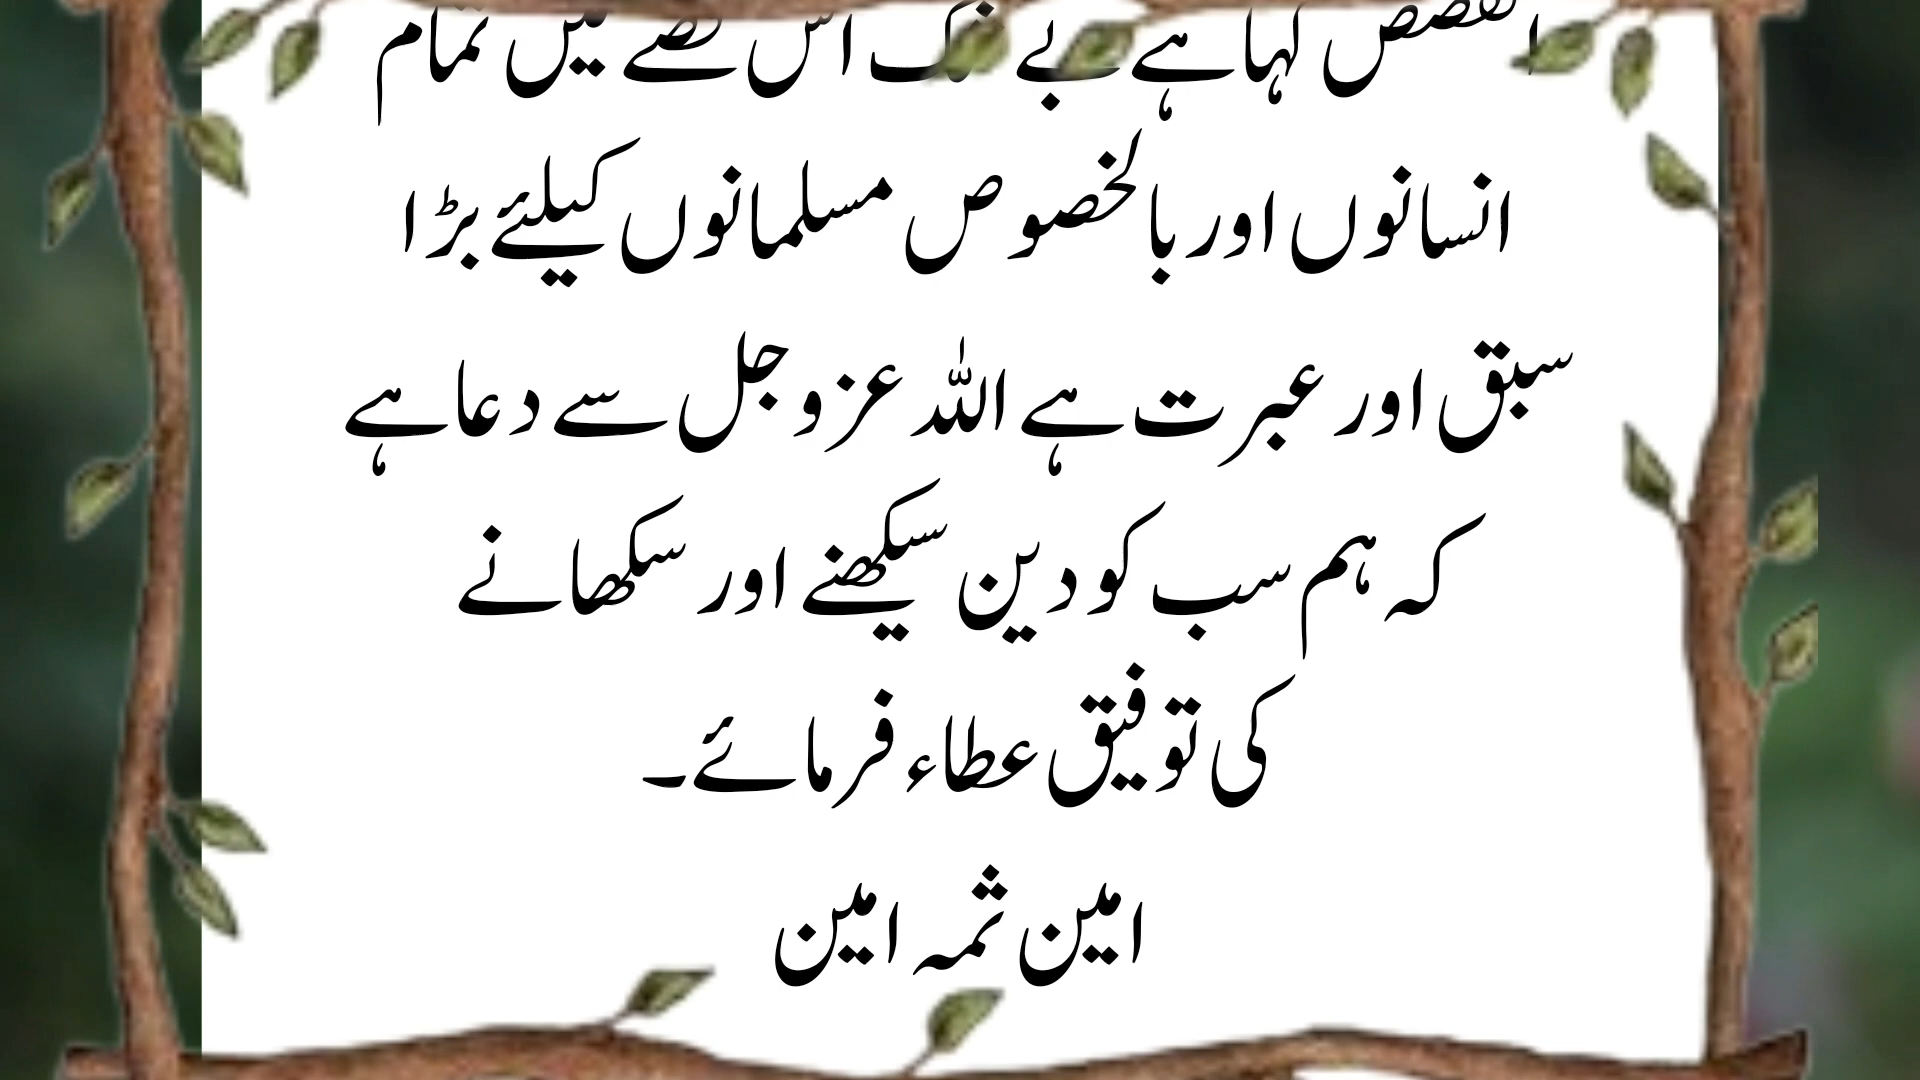 القصص کہا ہے بے شک اس قصے میں تمام
انسانوں اور بالخصوص مسلمانوں کیلئے بڑا
سبق اور عبرت ہے اللہ عزوجل سے دعا ہے
کہ ہم سب کو دین سیکھنے اور سکھانے
کی توفیق عطاء فرمائے۔
امین ثمہ امین